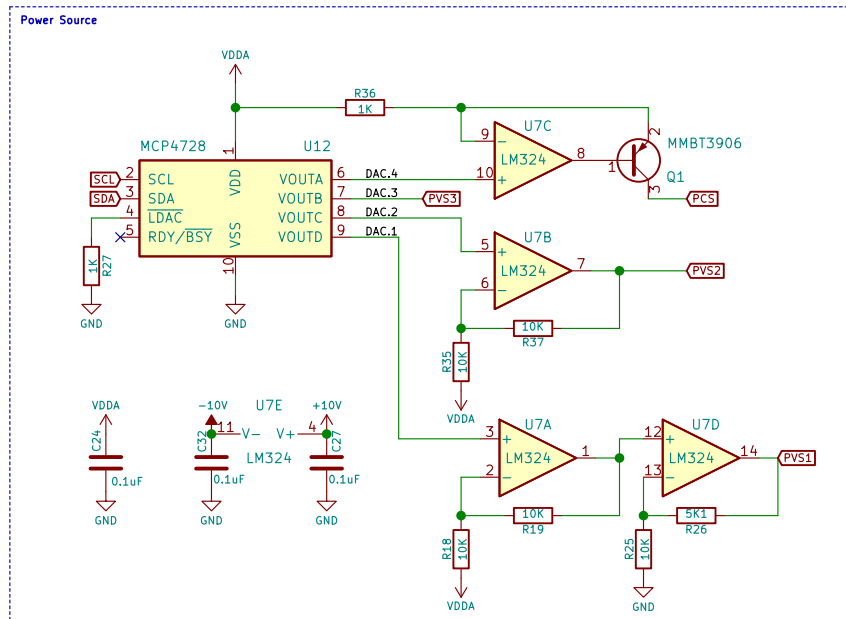 Power Source
VDDA
R36
1K
MCP4728 U12
U7C
MMBT3906
9 − LM324 8
10 +
2
1
Q1
3
PCS
1
VDD
SCL 2 SCL VOUTA 6 DAC.4
SDA 3 SDA VOUTB 7 DAC.3 PVS3
4 LDAC VOUTC 8 DAC.2
5 RDY/BSY VOUTD 9 DAC.1
VSS
10
1K R27
GND
GND
U7B
5 +
LM324 7 PVS2
6 −
10K
R37
R35 10K
VDDA
VDDA
C24
0.1uF
GND
−10V U7E +10V
11 V− V+ 4
C32 LM324 C27
0.1uF 0.1uF
GND GND
U7A
3 +
LM324 1
2 −
10K
R19
R18 10K
VDDA
U7D
12 +
LM324 14 PVS1
13 −
5K1
R26
R25 10K
GND